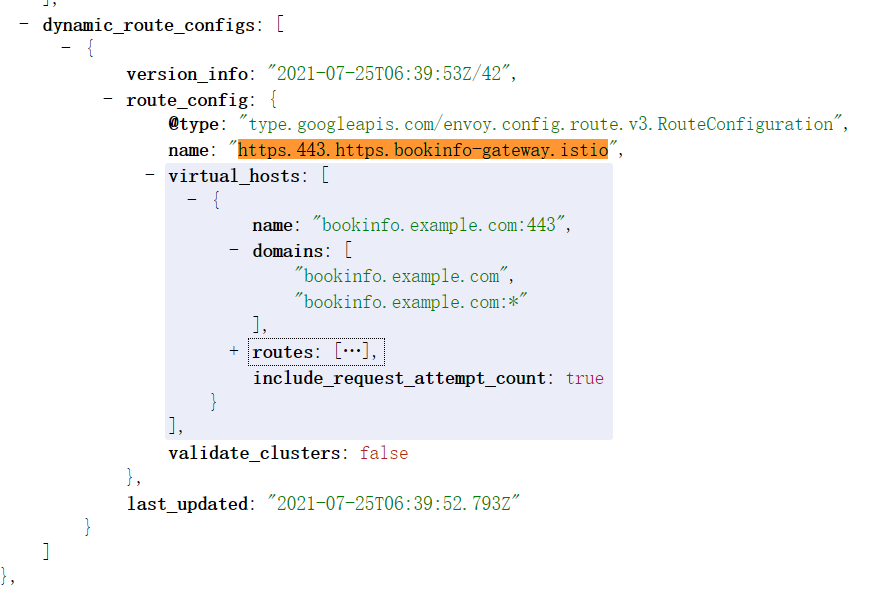 ],
- dynamic_route_configs: [
- {
version_info: "2021-07-25T06:39:53Z/42",
- route_config: {
@type: "type.googleapis.com/envoy.config.route.v3.RouteConfiguration",
name: "https.443.https.bookinfo-gateway.istio",
- virtual_hosts: [
- {
name: "bookinfo.example.com:443",
- domains: [
"bookinfo.example.com",
"bookinfo.example.com:*"
],
+ routes: […],
include_request_attempt_count: true
}
],
validate_clusters: false
},
last_updated: "2021-07-25T06:39:52.793Z"
}
]
},